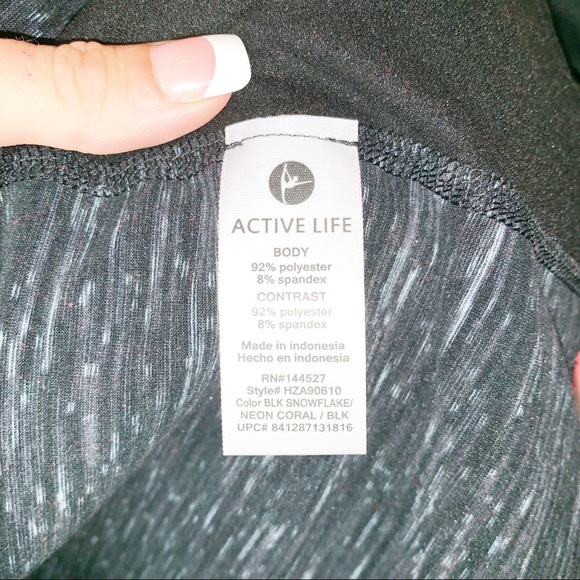 ACTIVE LIFE
BODY
92% polyester
8% spandex
CONTRAST
92% polyester
8% spandex
Made in indonesia
Hecho en indonesia
RN#144527
Style# HZA90610
Color BLK SNOWFLAKE/
NEON CORAL / BLK
UPC# 841287131816